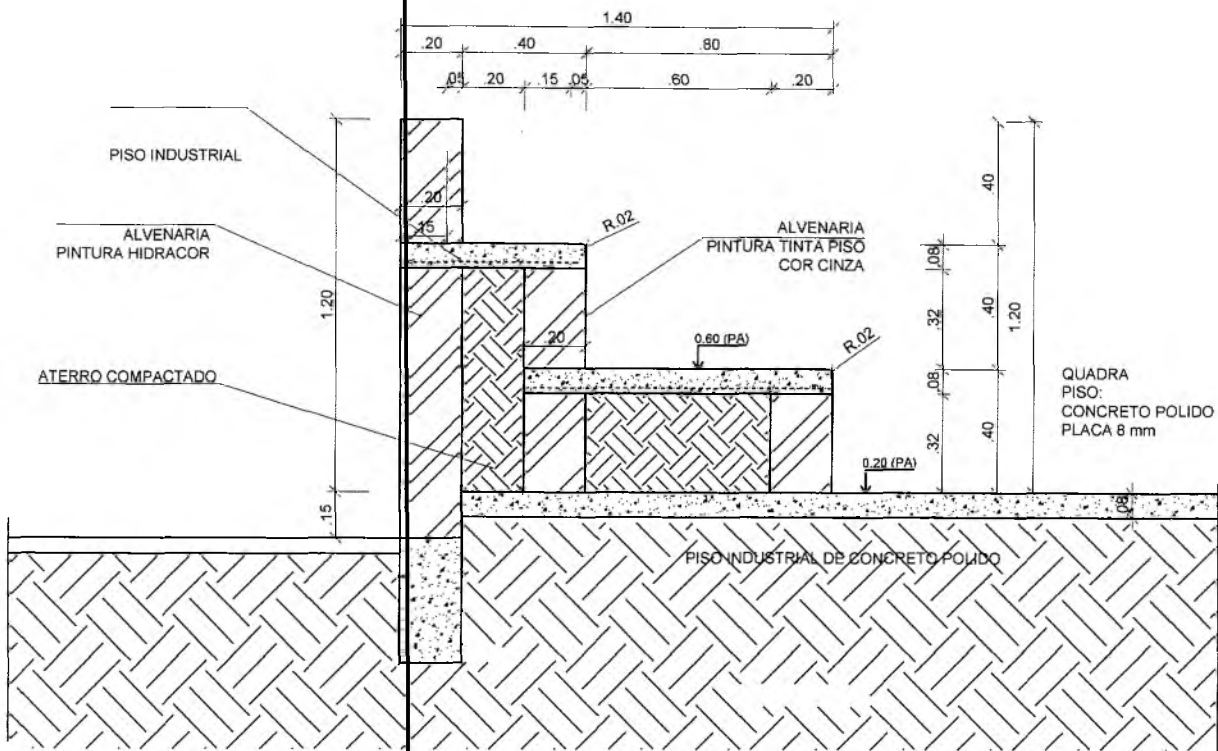 1.40
.20 .40 .80
.05 .20 .15 .05 .60 .20
PISO INDUSTRIAL
.20
.15
ALVENARIA
PINTURA HIDRACOR
R.02
ALVENARIA
PINTURA TINTA PISO
COR CINZA
1.20
.20
0.60 (PA)
R.02
ATERRO COMPACTADO
.40
.08
.32
.40
1.20
.08
.32
.40
QUADRA
PISO:
CONCRETO POLIDO
PLACA 8 mm
0.20 (PA)
.15
.08
PISO INDUSTRIAL DE CONCRETO POLIDO